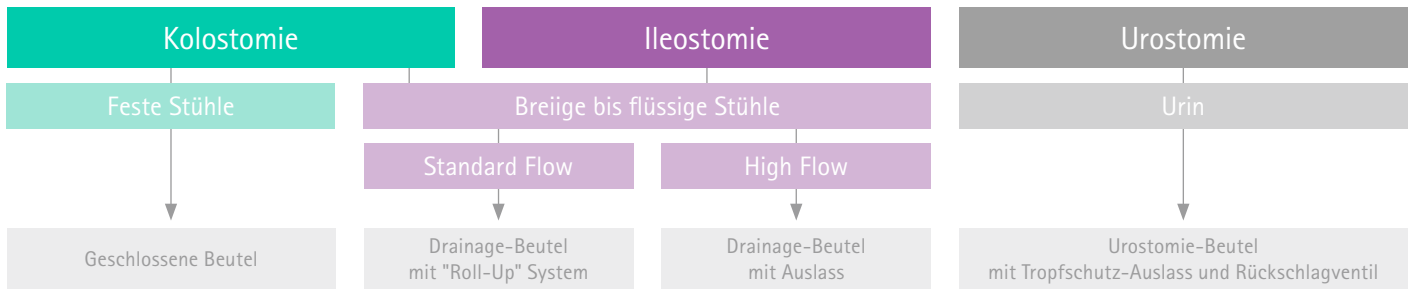 Kolostomie
Ileostomie
Urostomie
Feste Stühle
Breiige bis flüssige Stühle
Urin
Standard Flow
High Flow
Geschlossene Beutel
Drainage-Beutel
mit "Roll-Up" System
Drainage-Beutel
mit Auslass
Urostomie-Beutel
mit Tropfschutz-Auslass und Rückschlagventil